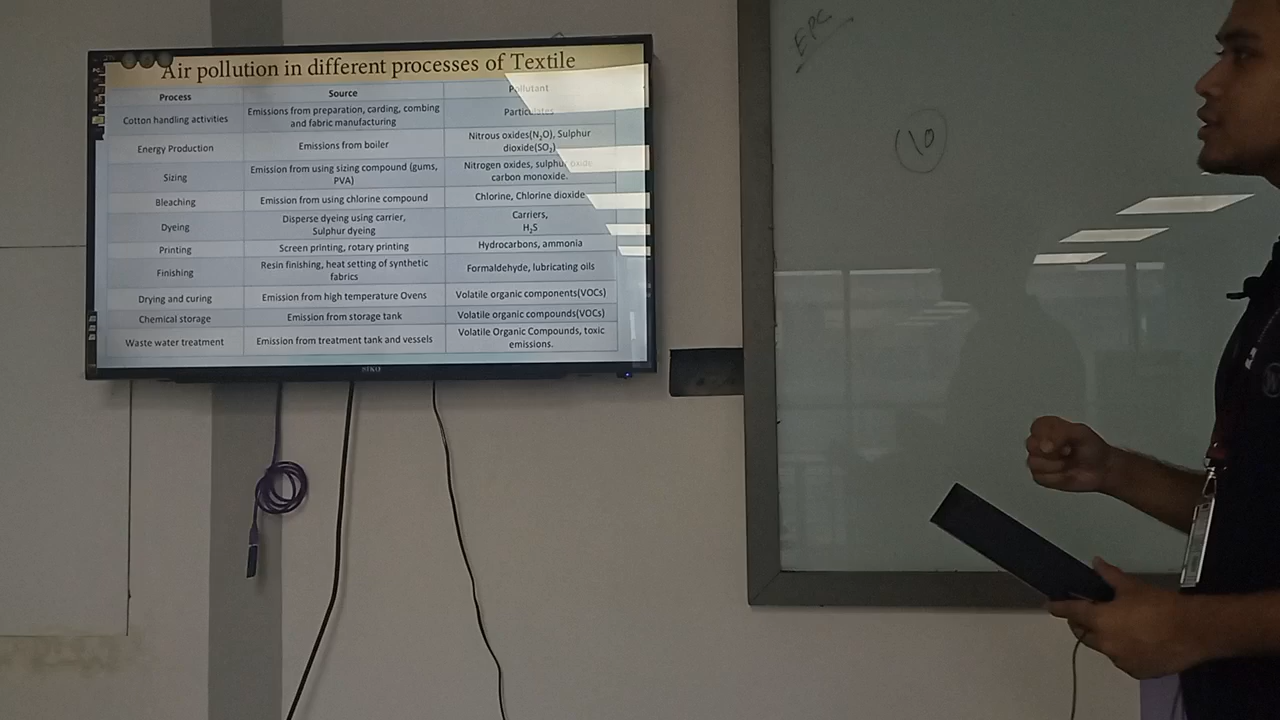 Air pollution in different processes of Textile
Process Source Pollutant
Cotton handling activities Emissions from preparation, carding, combing and fabric manufacturing Particulates
Energy Production Emissions from boiler Nitrous oxides(N₂O), Sulphur dioxide(SO₂)
Sizing Emission from using sizing compound (gums, PVA) Nitrogen oxides, sulphur oxide carbon monoxide.
Bleaching Emission from using chlorine compound Chlorine, Chlorine dioxide
Dyeing Disperse dyeing using carrier, Sulphur dyeing Carriers, H₂S
Printing Screen printing, rotary printing Hydrocarbons, ammonia
Finishing Resin finishing, heat setting of synthetic fabrics Formaldehyde, lubricating oils
Drying and curing Emission from high temperature Ovens Volatile organic components(VOCs)
Chemical storage Emission from storage tank Volatile organic compounds(VOCs)
Waste water treatment Emission from treatment tank and vessels Volatile Organic Compounds, toxic emissions.
EPC
10